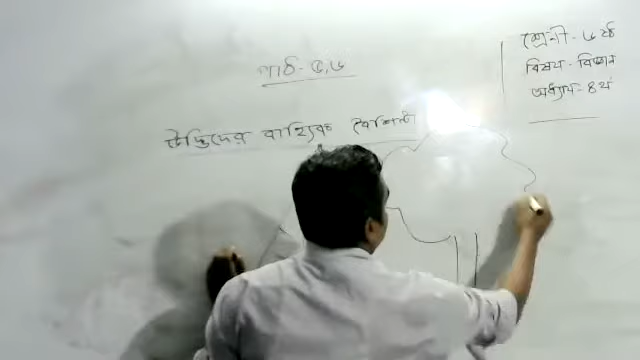 শ্রেনী - ৬ষ্ঠ
বিষয় - বিজ্ঞান
অধ্যায় - ৪র্থ
পাঠ - ৫,৬
উদ্ভিদের বাহ্যিক বৈশিষ্ট্য